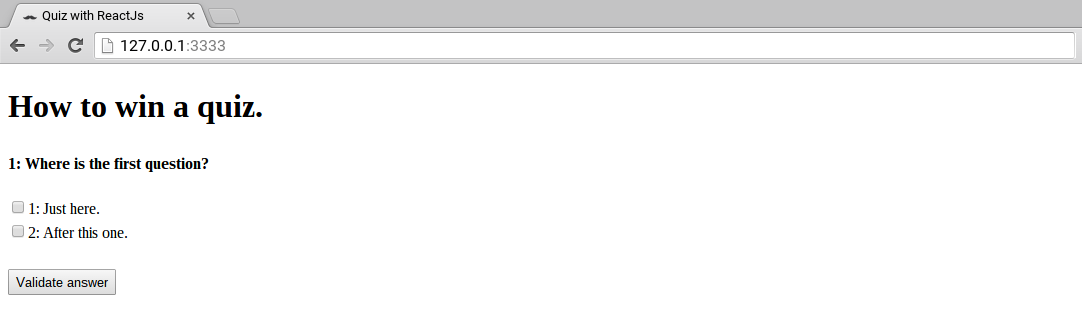 Quiz with ReactJs
127.0.0.1:3333
How to win a quiz.
1: Where is the first question?
1: Just here.
2: After this one.
Validate answer